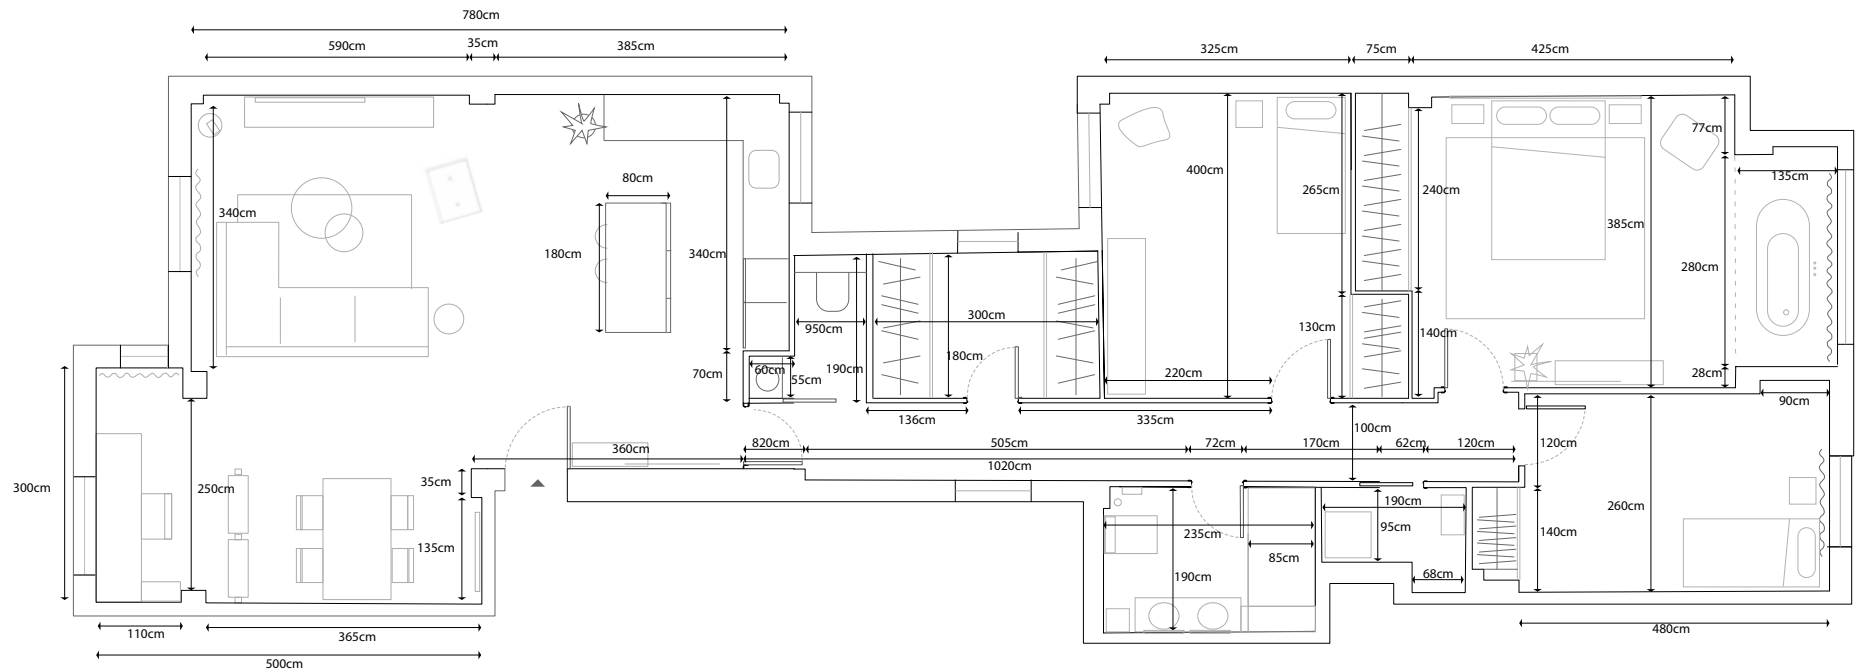 780cm
590cm
35cm
385cm
325cm
75cm
425cm
77cm
80cm
400cm
265cm
240cm
135cm
340cm
180cm
340cm
385cm
280cm
950cm
300cm
130cm
140cm
180cm
70cm
60cm
55cm
190cm
220cm
28cm
136cm
335cm
90cm
100cm
360cm
820cm
505cm
72cm
170cm
62cm
120cm
120cm
1020cm
300cm
250cm
35cm
190cm
260cm
135cm
235cm
95cm
140cm
85cm
190cm
68cm
110cm
365cm
480cm
500cm